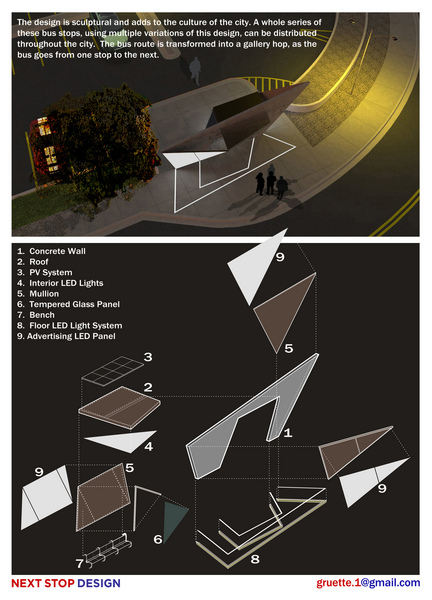 The design is sculptural and adds to the culture of the city. A whole series of
these bus stops, using multiple variations of this design, can be distributed
throughout the city. The bus route is transformed into a gallery hop, as the
bus goes from one stop to the next.
1. Concrete Wall
2. Roof
3. PV System
4. Interior LED Lights
5. Mullion
6. Tempered Glass Panel
7. Bench
8. Floor LED Light System
9. Advertising LED Panel
9
5
3
2
4
1
9
5
9
6
7
8
NEXT STOP DESIGN
gruette.1@gmail.com